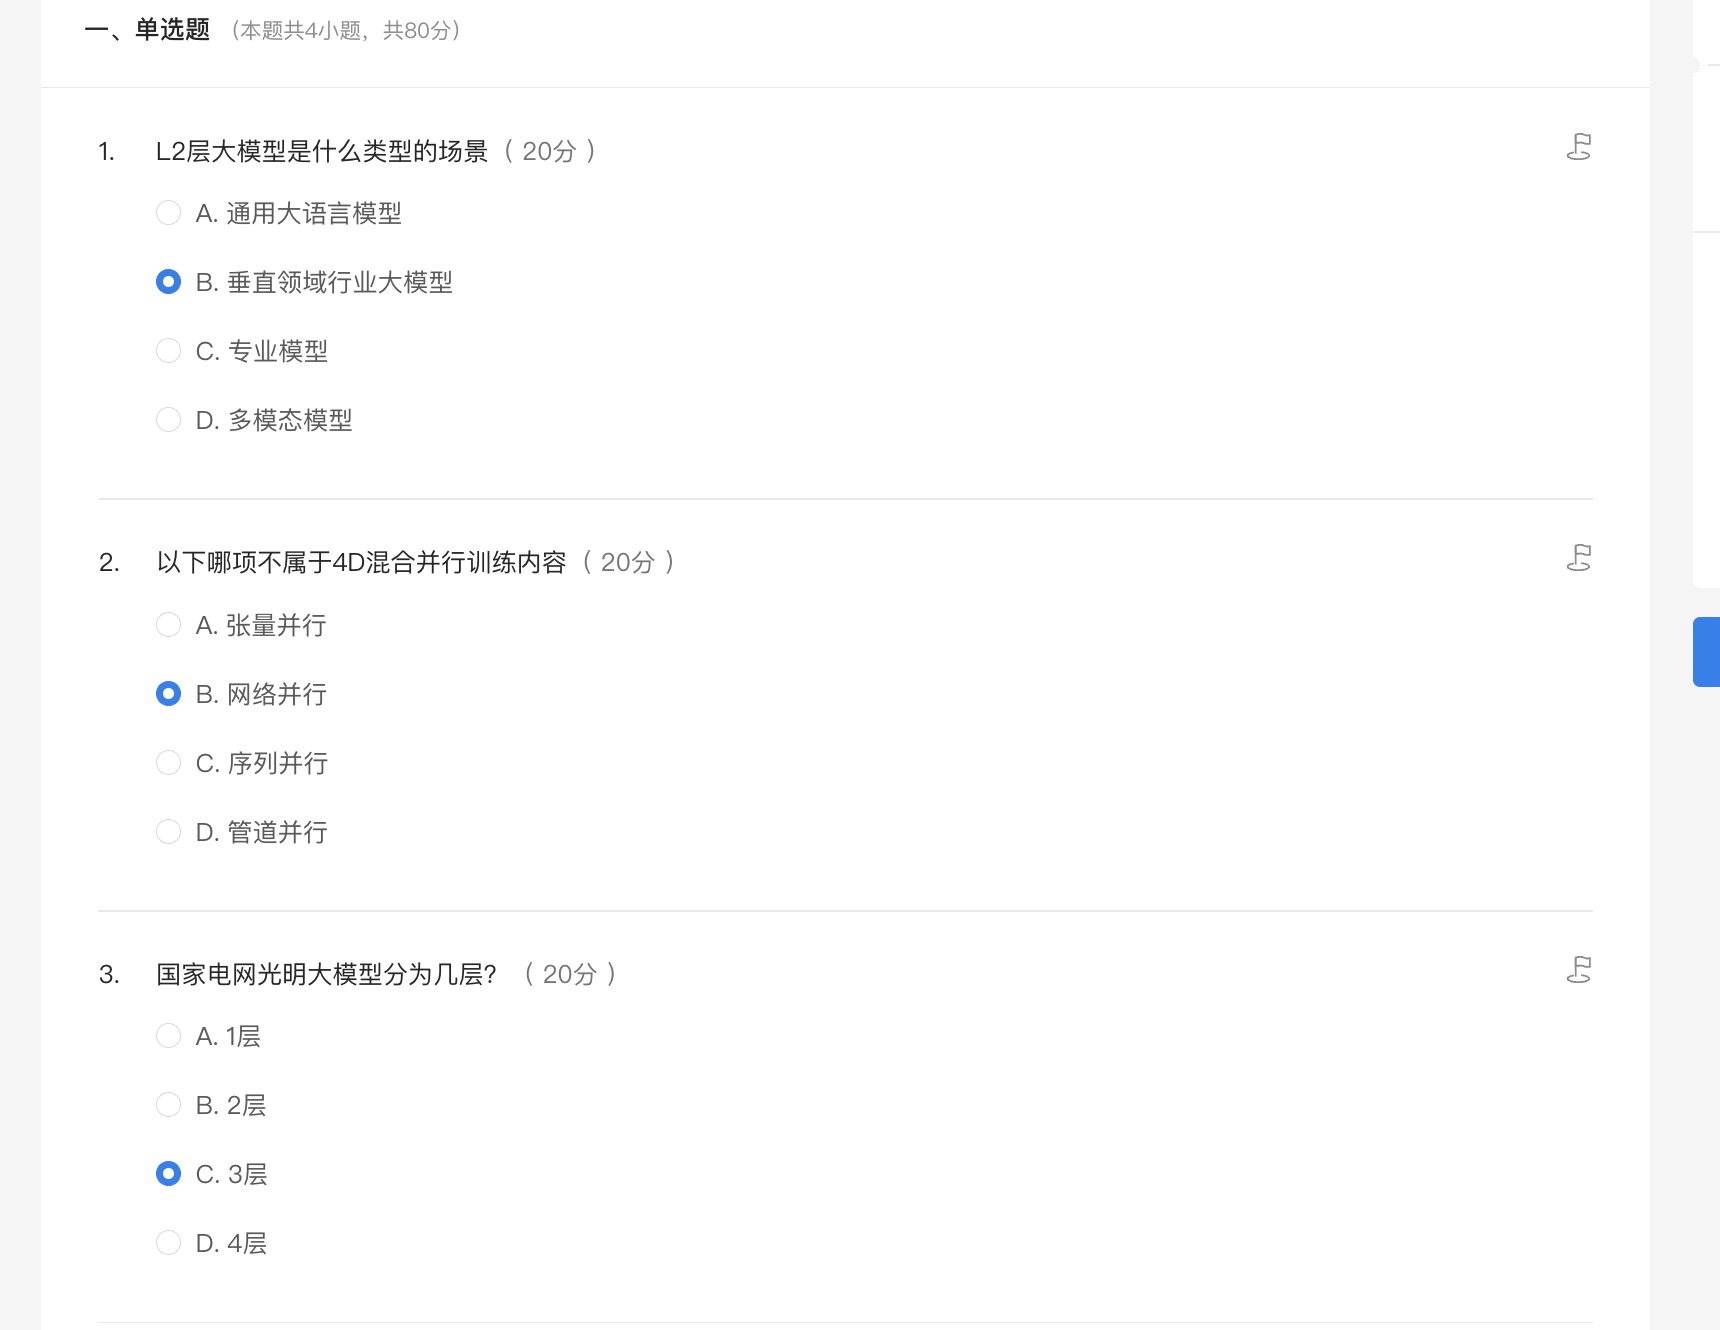 一、单选题（本题共4小题，共80分）
1. L2层大模型是什么类型的场景（ 20分 ）
A. 通用大语言模型
B. 垂直领域行业大模型
C. 专业模型
D. 多模态模型
2. 以下哪项不属于4D混合并行训练内容（ 20分 ）
A. 张量并行
B. 网络并行
C. 序列并行
D. 管道并行
3. 国家电网光明大模型分为几层？（ 20分 ）
A. 1层
B. 2层
C. 3层
D. 4层